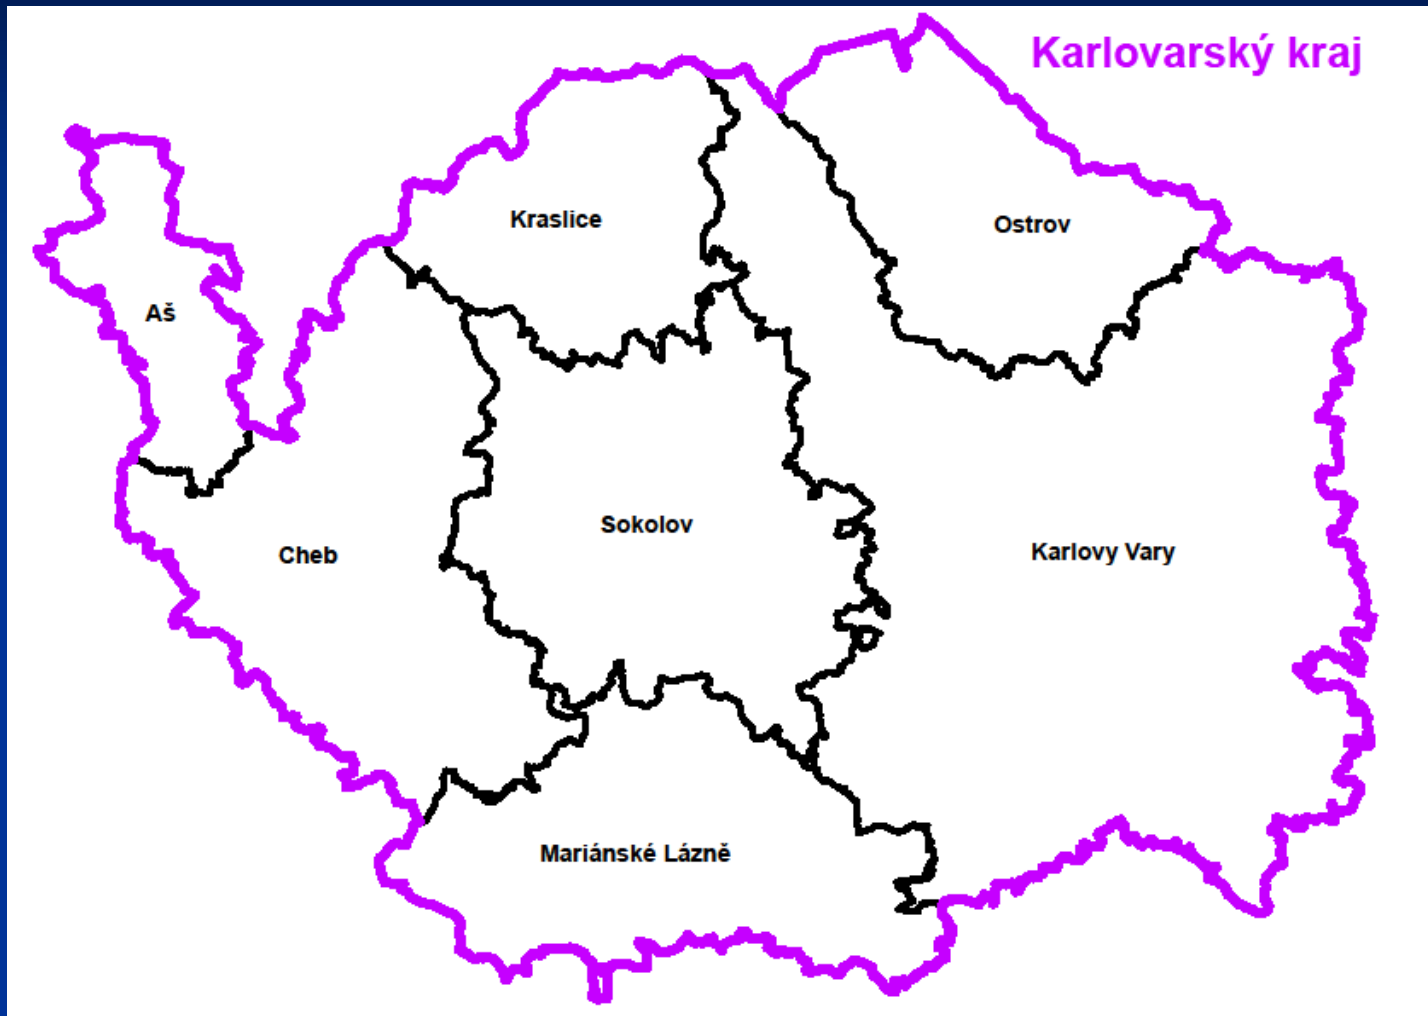 Karlovarský kraj
Kraslice
Ostrov
Aš
Sokolov
Cheb
Karlovy Vary
Mariánské Lázně